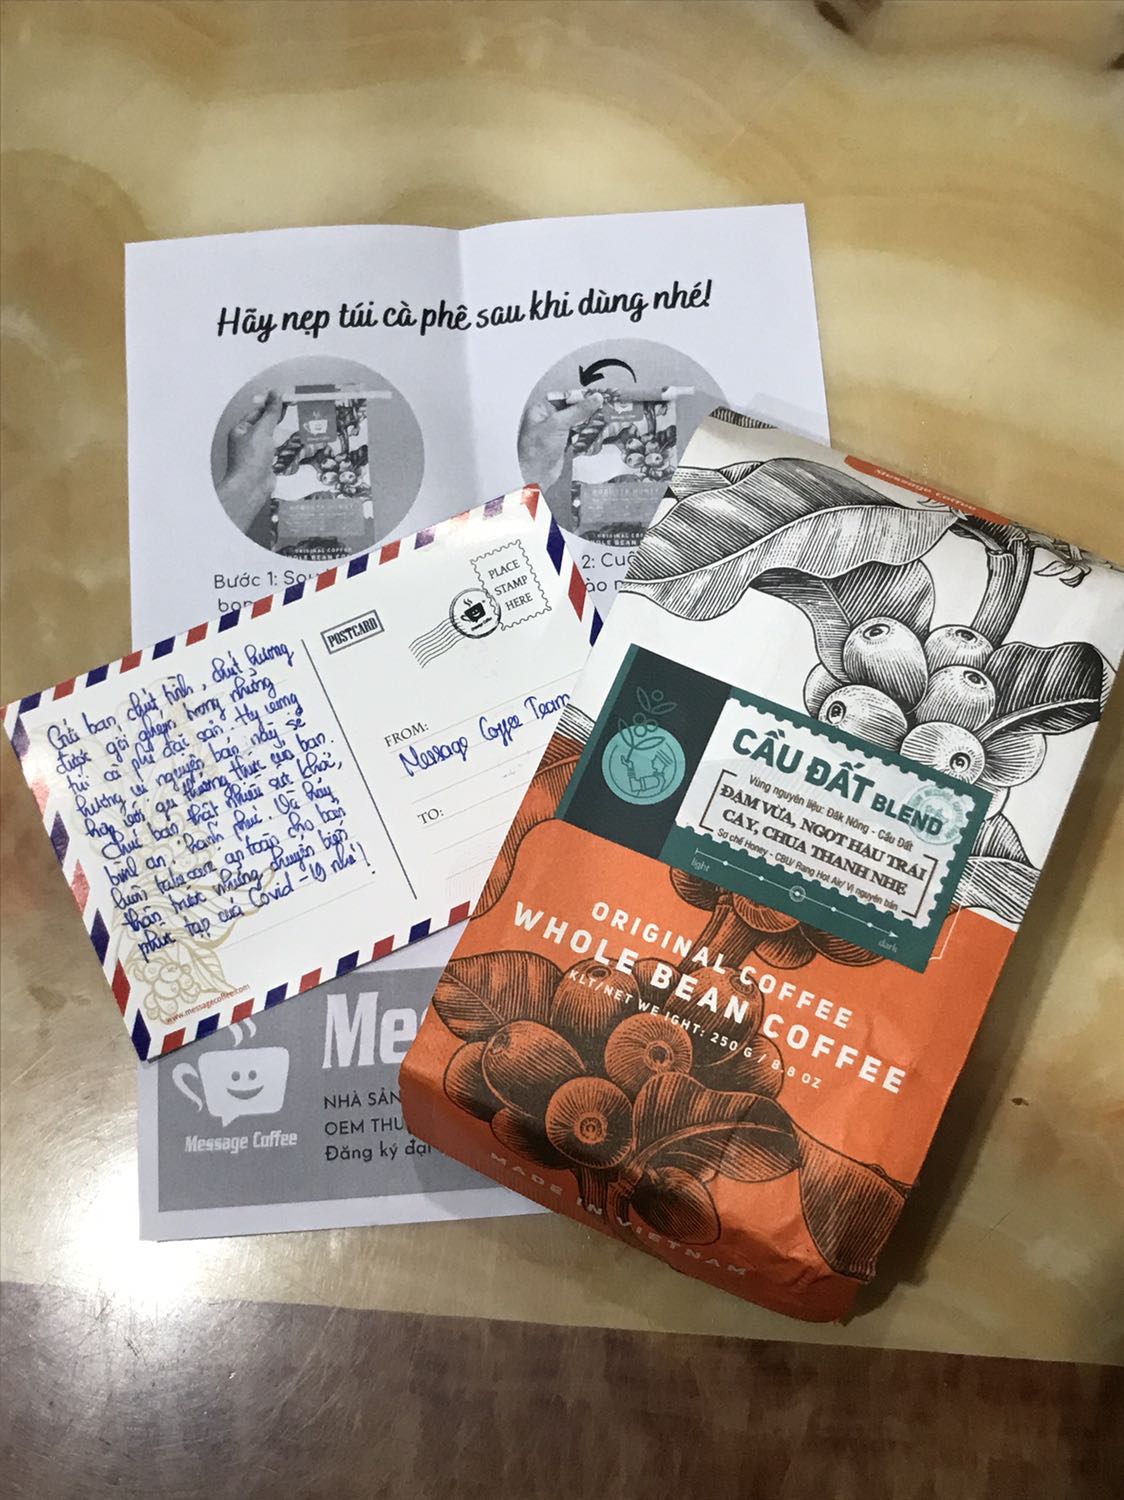 Hãy nẹp túi cà phê sau khi dùng nhé!
Bước 1:
2:
POSTCARD
PLACE
STAMP
HERE
Gửi bạn chút tình, chút hương
được gói ghém trong những
túi cà phê đặc sản, Hy vọng
hương vị nguyên bản này sẽ
hợp với gu thưởng thức của bạn.
Chúc bạn thật nhiều sức khỏe,
bình an, hạnh phúc. Và hãy
luôn take care an toàn cho bản
thân trước những chuyển biến
phức tạp của Covid-19 nhé!
FROM:
Message Coffee Team
TO:
www.messagecoffee.com
Message Coffee
CẦU ĐẤT BLEND
Vùng nguyên liệu: Đăk Nông - Cầu Đất
ĐẬM VỪA, NGỌT HẬU TRÁI
CÂY, CHUA THANH NHẸ
Sơ chế Honey - CBU/ Rang Hot Air/ Vị nguyên bản
light
dark
ORIGINAL COFFEE
WHOLE BEAN COFFEE
KLT/NET WEIGHT: 250 G / 8.8 OZ
MADE IN VIETNAM
Message Coffee
NHÀ SẢN
OEM
Đăng ký đại